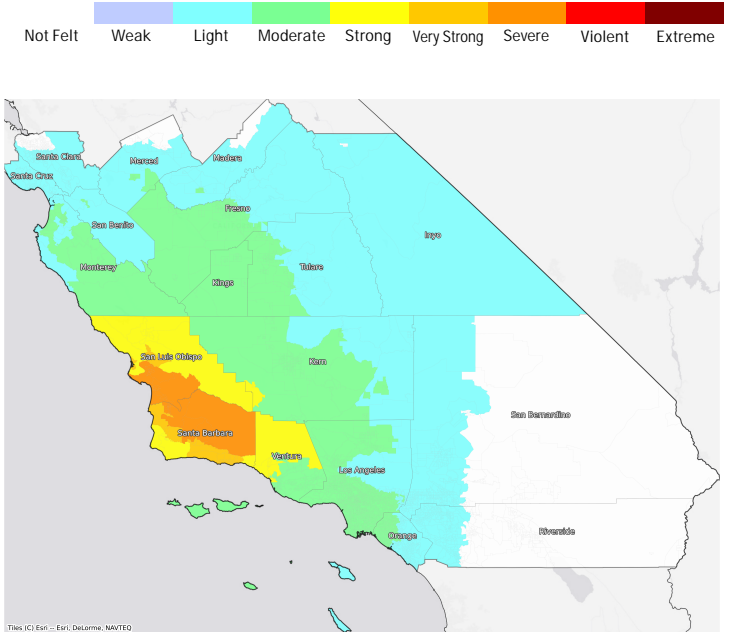 Not Felt Weak Light Moderate Strong Very Strong Severe Violent Extreme
Santa Clara
Merced
Madera
Santa Cruz
Fresno
San Benito
Inyo
Monterey
Tulare
Kings
San Luis Obispo
Kern
San Bernardino
Santa Barbara
Ventura
Los Angeles
Riverside
Orange
Tiles (C) Esri -- Esri, DeLorme, NAVTEQ